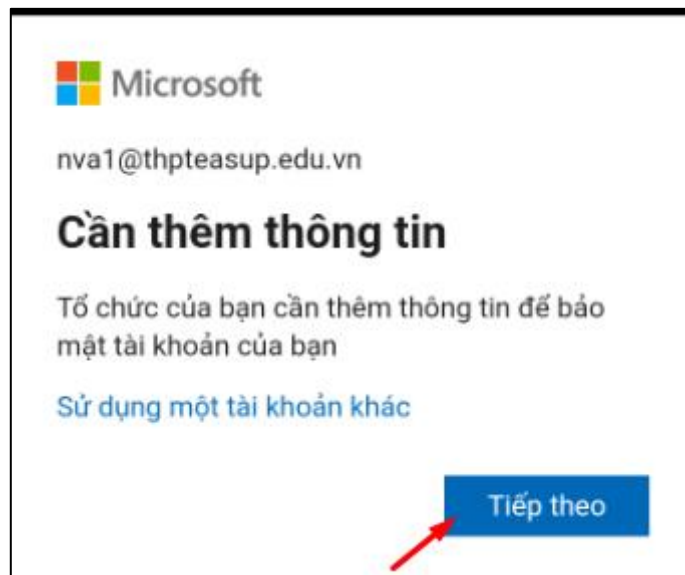 Microsoft
nva1@thpteasup.edu.vn
Cần thêm thông tin
Tổ chức của bạn cần thêm thông tin để bảo
mật tài khoản của bạn
Sử dụng một tài khoản khác
Tiếp theo